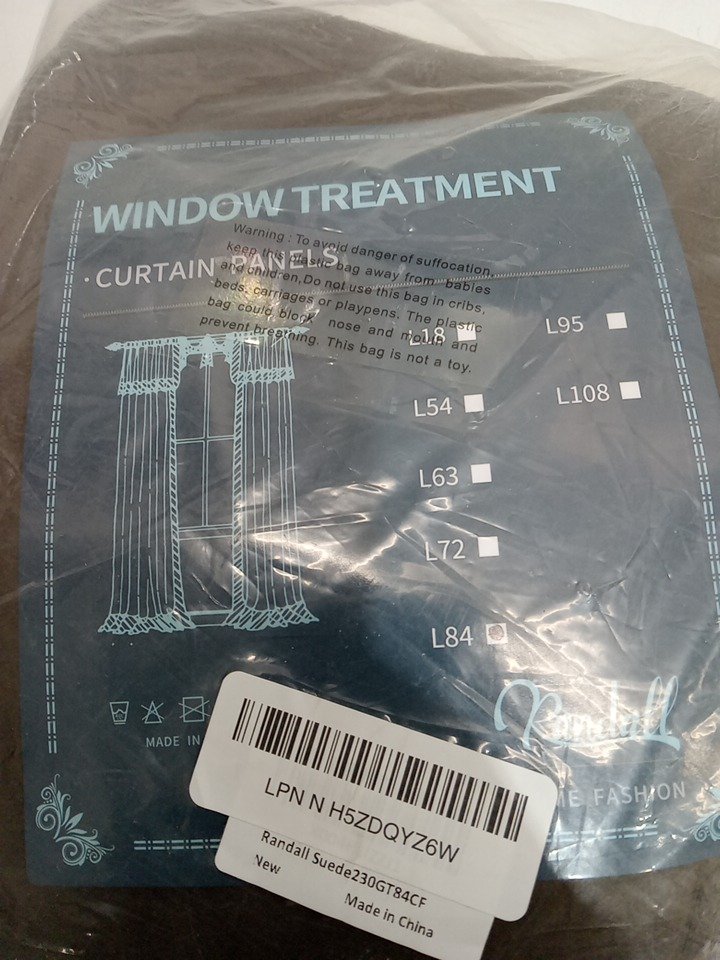 WINDOW TREATMENT
· CURTAIN PANELS
Warning : To avoid danger of suffocation,
keep this plastic bag away from babies
and children,Do not use this bag in cribs,
beds, carriages or playpens. The plastic
bag could block nose and mouth and
prevent breathing. This bag is not a toy.
L18
L95
L54
L108
L63
L72
L84
Randall
ME FASHION
MADE IN
LPN N H5ZDQYZ6W
Randall Suede230GT84CF
New
Made in China